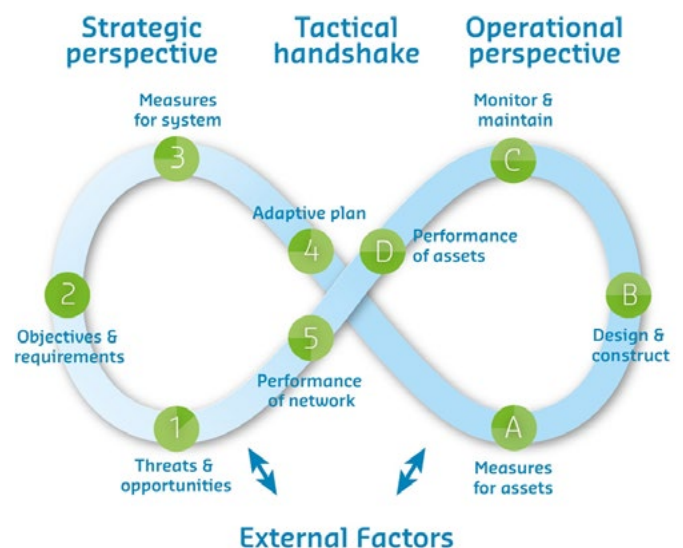 Strategic
perspective
Tactical
handshake
Operational
perspective
Measures
for system
3
Monitor &
maintain
C
Adaptive plan
4
D
Performance
of assets
2
Objectives &
requirements
B
Design &
construct
5
Performance
of network
1
Threats &
opportunities
A
Measures
for assets
External Factors